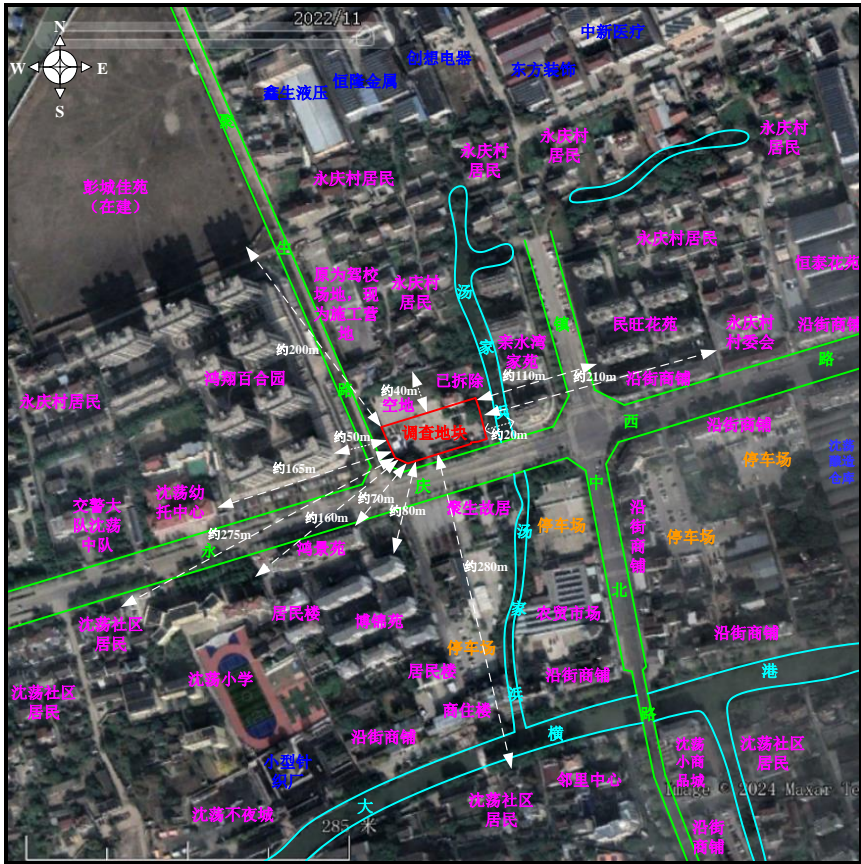 2022/11
N
W
E
S
中新医疗
创想电器
东方装饰
恒隆金属
鑫生液压
永庆村
居民
永庆村
居民
永庆村
居民
彭城佳苑
（在建）
永庆村居民
生
路
原为驾校
场地，现
为施工营
地
永庆村
居民
永庆村居民
恒泰花苑
汤
家
浜
余水湾
家苑
民旺花苑
永庆村
村委会
沿街商铺
路
约200m
鸿翔百合园
永庆村居民
约40m
已拆除
空地
约110m
约210m
沿街商铺
调查地块
约20m
西
沿街商铺
停车场
沈荡
粮站
仓库
约50m
约165m
沈荡幼
托中心
交警大
队沈荡
中队
约275m
约70m
约160m
约80m
庆
永
中
北
路
沿
街
商
铺
停车场
停车场
汤
家
浜
鸿景苑
约280m
农贸市场
居民楼
沈荡社区
居民
沈荡小学
停车场
居民楼
商住楼
沿街商铺
沿街商铺
沿街商铺
沈荡社区
居民
小型针
织厂
沈荡不夜城
大
横
港
沈荡社区
居民
邻里中心
沈荡
小商
品城
沈荡社区
居民
沿街
商铺
285 米
Image © 2024 Maxar Te